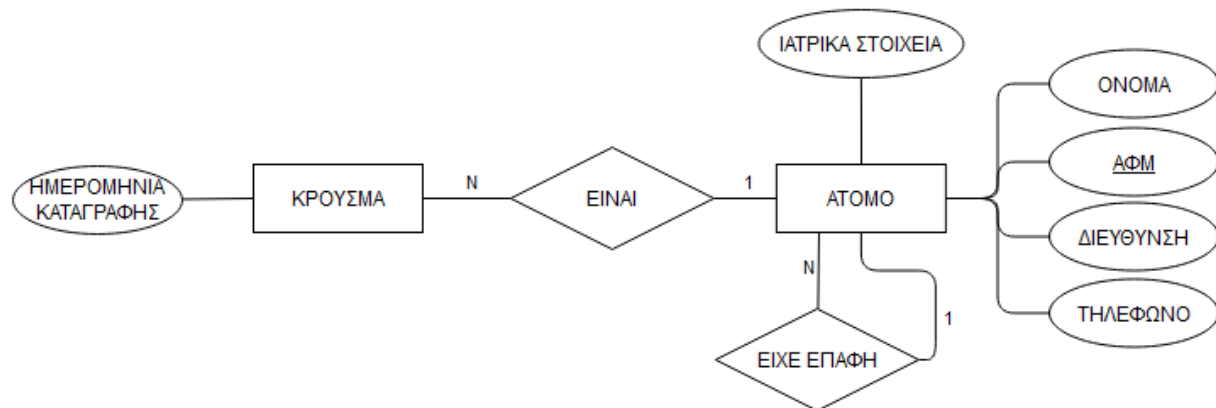 ΙΑΤΡΙΚΑ ΣΤΟΙΧΕΙΑ
ΟΝΟΜΑ
ΑΦΜ
ΗΜΕΡΟΜΗΝΙΑ
ΚΑΤΑΓΡΑΦΗΣ
ΚΡΟΥΣΜΑ
N
ΕΙΝΑΙ
1
ΑΤΟΜΟ
ΔΙΕΥΘΥΝΣΗ
ΤΗΛΕΦΩΝΟ
N
1
ΕΙΧΕ ΕΠΑΦΗ